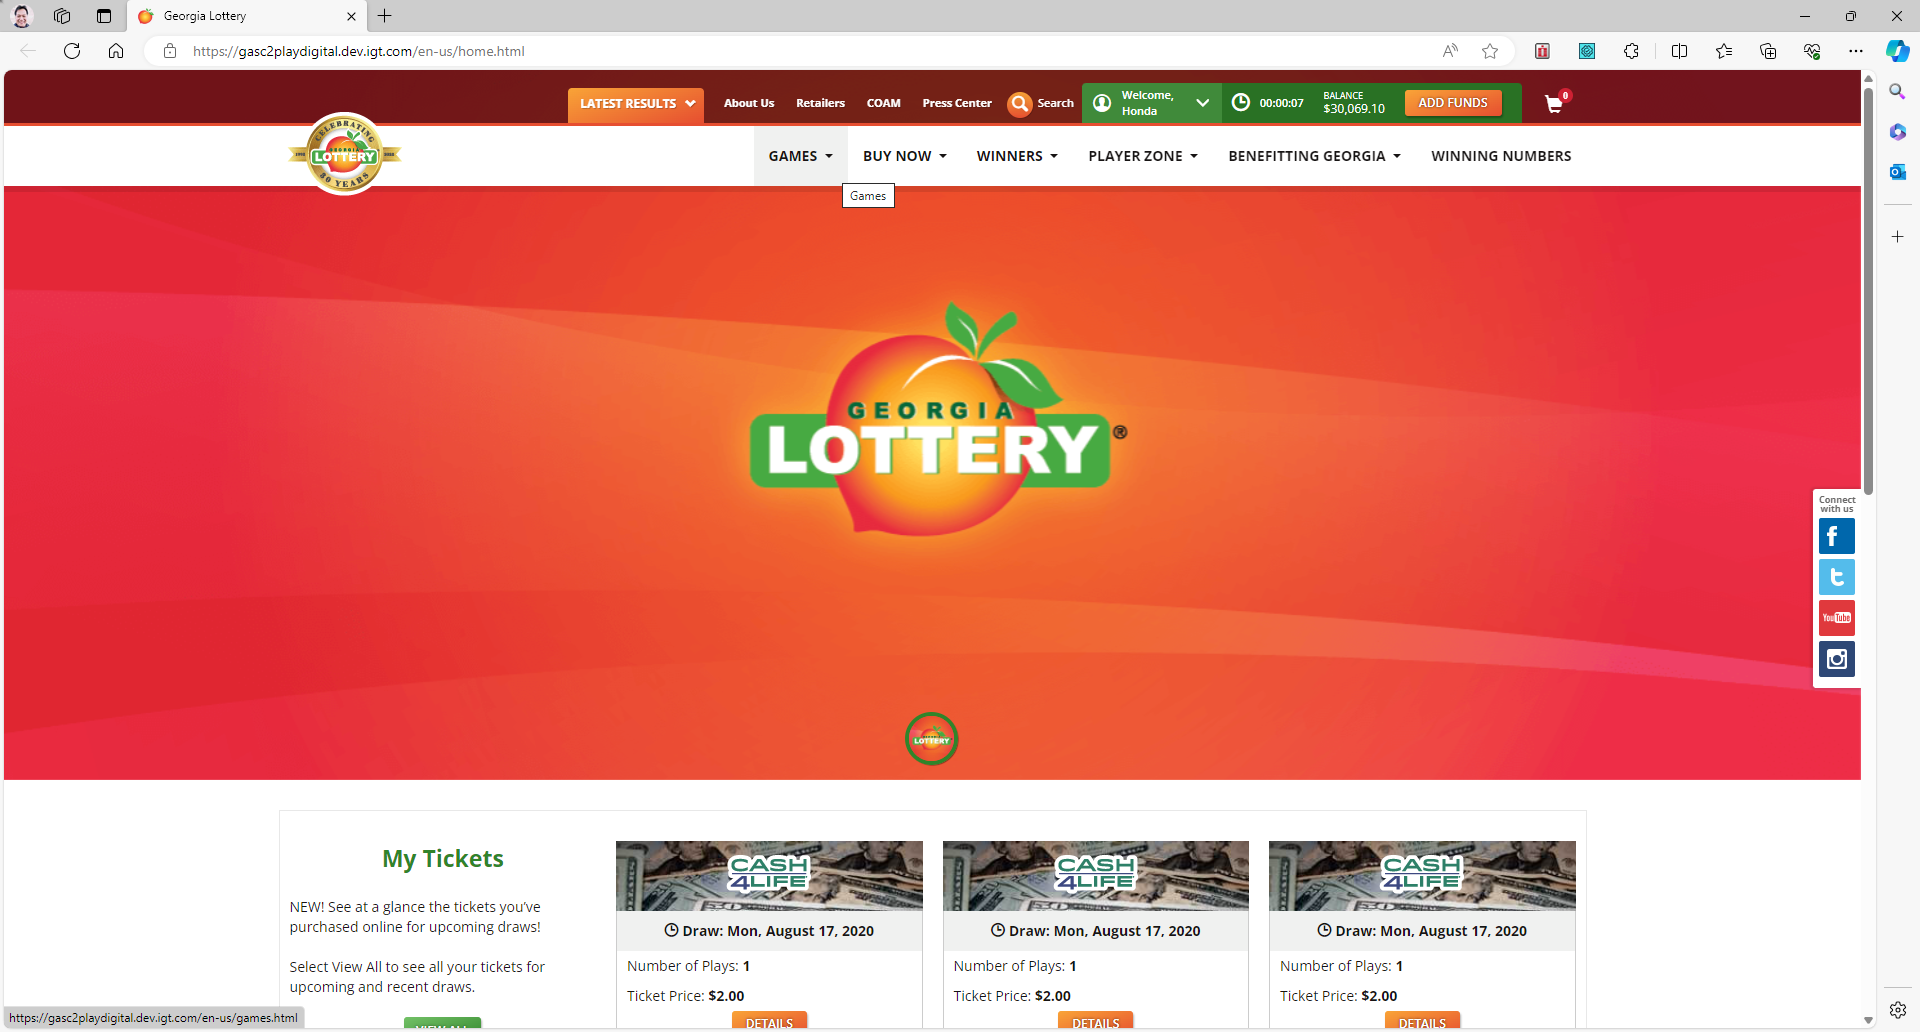 Georgia Lottery
https://gasc2playdigital.dev.igt.com/en-us/home.html
LATEST RESULTS
About Us
Retailers
COAM
Press Center
Search
Welcome,
Honda
00:00:07
BALANCE
$30,069.10
ADD FUNDS
0
CELEBRATING
GEORGIA
LOTTERY
30 YEARS
GAMES
BUY NOW
WINNERS
PLAYER ZONE
BENEFITTING GEORGIA
WINNING NUMBERS
Games
GEORGIA
LOTTERY®
Connect
with us
You Tube
LOTTERY
My Tickets
NEW! See at a glance the tickets you've
purchased online for upcoming draws!
Select View All to see all your tickets for
upcoming and recent draws.
VIEW ALL
CASH
4LIFE
Draw: Mon, August 17, 2020
Number of Plays: 1
Ticket Price: $2.00
DETAILS
CASH
4LIFE
Draw: Mon, August 17, 2020
Number of Plays: 1
Ticket Price: $2.00
DETAILS
CASH
4LIFE
Draw: Mon, August 17, 2020
Number of Plays: 1
Ticket Price: $2.00
DETAILS
https://gasc2playdigital.dev.igt.com/en-us/games.html